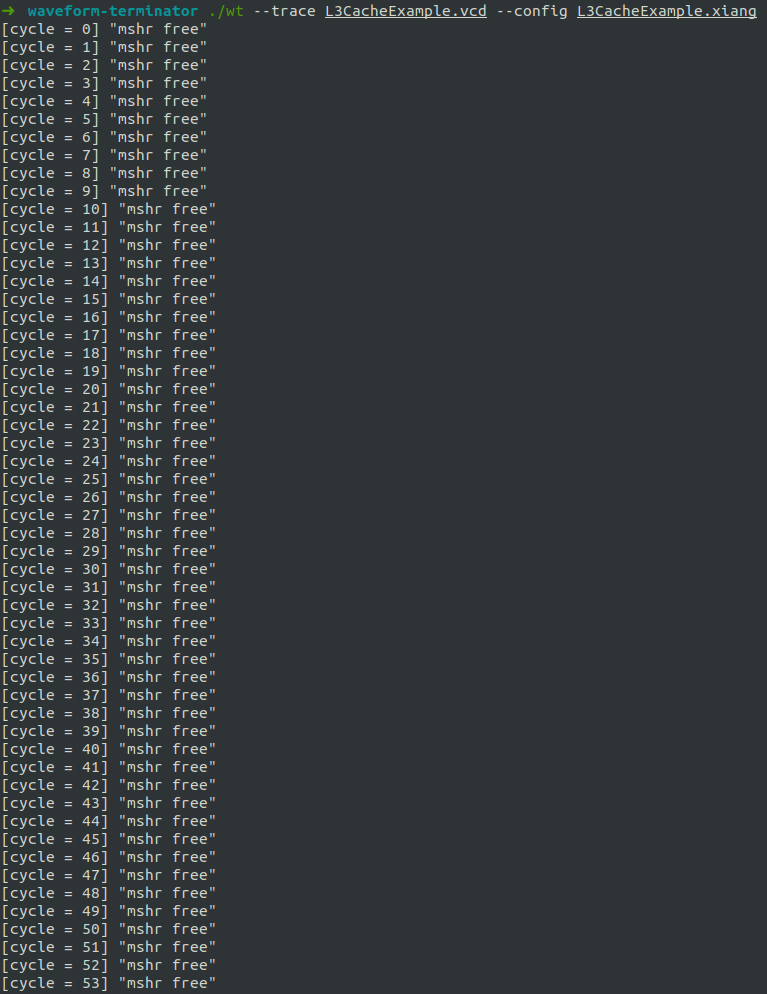 ➜  waveform-terminator ./wt --trace L3CacheExample.vcd --config L3CacheExample.xiang
[cycle = 0] "mshr free"
[cycle = 1] "mshr free"
[cycle = 2] "mshr free"
[cycle = 3] "mshr free"
[cycle = 4] "mshr free"
[cycle = 5] "mshr free"
[cycle = 6] "mshr free"
[cycle = 7] "mshr free"
[cycle = 8] "mshr free"
[cycle = 9] "mshr free"
[cycle = 10] "mshr free"
[cycle = 11] "mshr free"
[cycle = 12] "mshr free"
[cycle = 13] "mshr free"
[cycle = 14] "mshr free"
[cycle = 15] "mshr free"
[cycle = 16] "mshr free"
[cycle = 17] "mshr free"
[cycle = 18] "mshr free"
[cycle = 19] "mshr free"
[cycle = 20] "mshr free"
[cycle = 21] "mshr free"
[cycle = 22] "mshr free"
[cycle = 23] "mshr free"
[cycle = 24] "mshr free"
[cycle = 25] "mshr free"
[cycle = 26] "mshr free"
[cycle = 27] "mshr free"
[cycle = 28] "mshr free"
[cycle = 29] "mshr free"
[cycle = 30] "mshr free"
[cycle = 31] "mshr free"
[cycle = 32] "mshr free"
[cycle = 33] "mshr free"
[cycle = 34] "mshr free"
[cycle = 35] "mshr free"
[cycle = 36] "mshr free"
[cycle = 37] "mshr free"
[cycle = 38] "mshr free"
[cycle = 39] "mshr free"
[cycle = 40] "mshr free"
[cycle = 41] "mshr free"
[cycle = 42] "mshr free"
[cycle = 43] "mshr free"
[cycle = 44] "mshr free"
[cycle = 45] "mshr free"
[cycle = 46] "mshr free"
[cycle = 47] "mshr free"
[cycle = 48] "mshr free"
[cycle = 49] "mshr free"
[cycle = 50] "mshr free"
[cycle = 51] "mshr free"
[cycle = 52] "mshr free"
[cycle = 53] "mshr free"